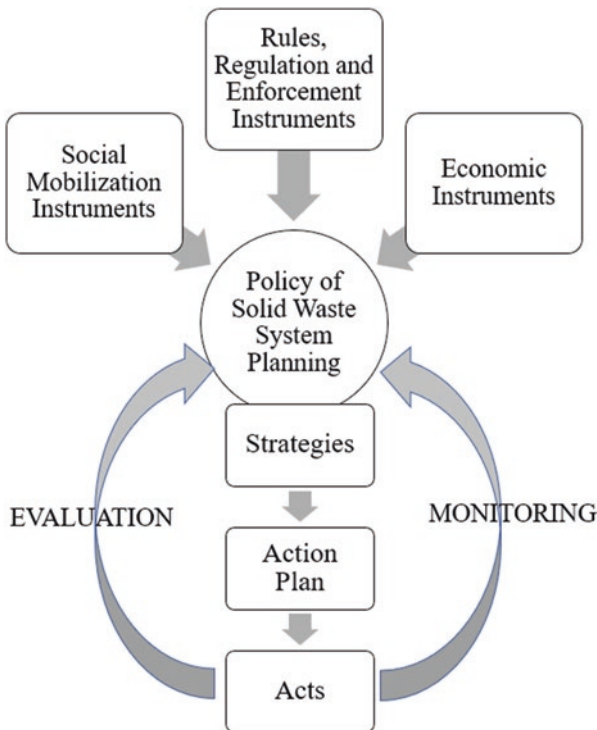 Rules,
Regulation and
Enforcement
Instruments
Social
Mobilization
Instruments
Economic
Instruments
Policy of
Solid Waste
System
Planning
Strategies
EVALUATION
MONITORING
Action
Plan
Acts